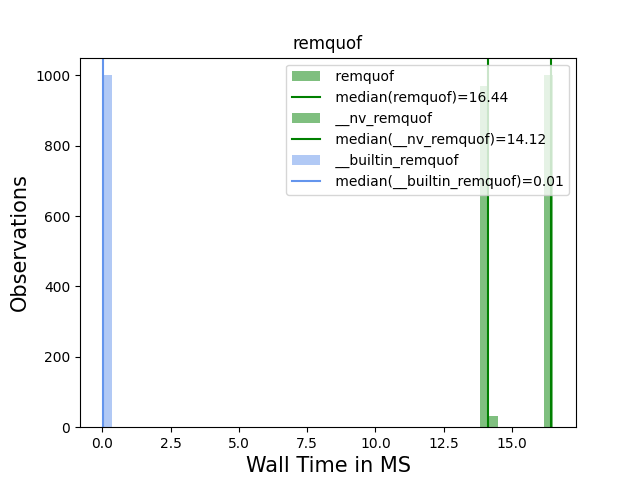 remquof
remquof
median(remquof)=16.44
__nv_remquof
median(__nv_remquof)=14.12
__builtin_remquof
median(__builtin_remquof)=0.01
1000
800
600
400
200
0
Observations
0.0 2.5 5.0 7.5 10.0 12.5 15.0
Wall Time in MS